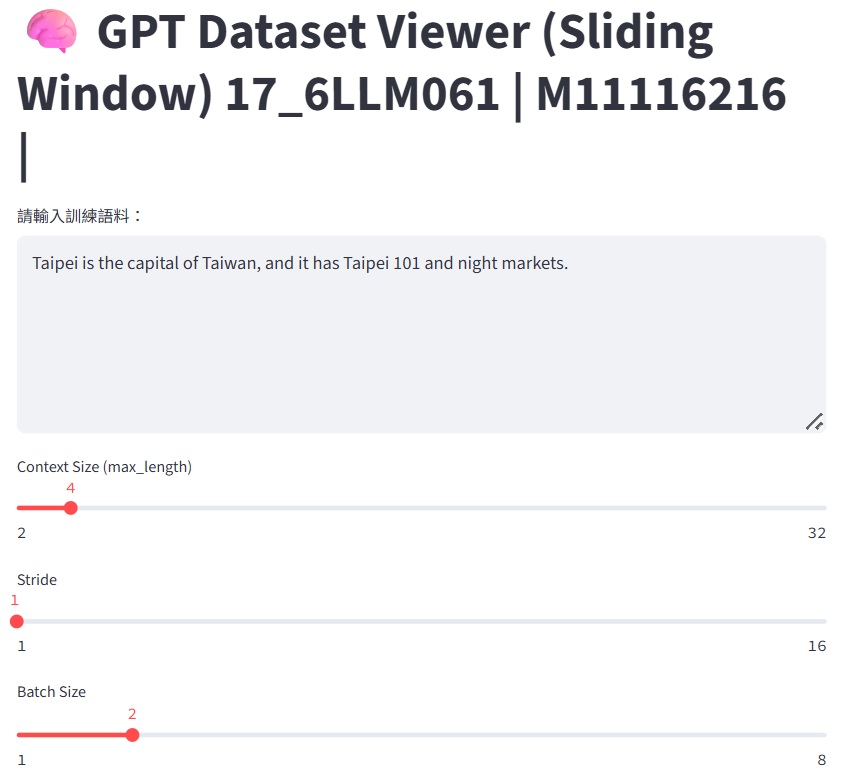 🧠 GPT Dataset Viewer (Sliding
Window) 17_6LLM061 | M11116216
|
請輸入訓練語料：
Taipei is the capital of Taiwan, and it has Taipei 101 and night markets.
Context Size (max_length)
4
2 32
Stride
1
1 16
Batch Size
2
1 8